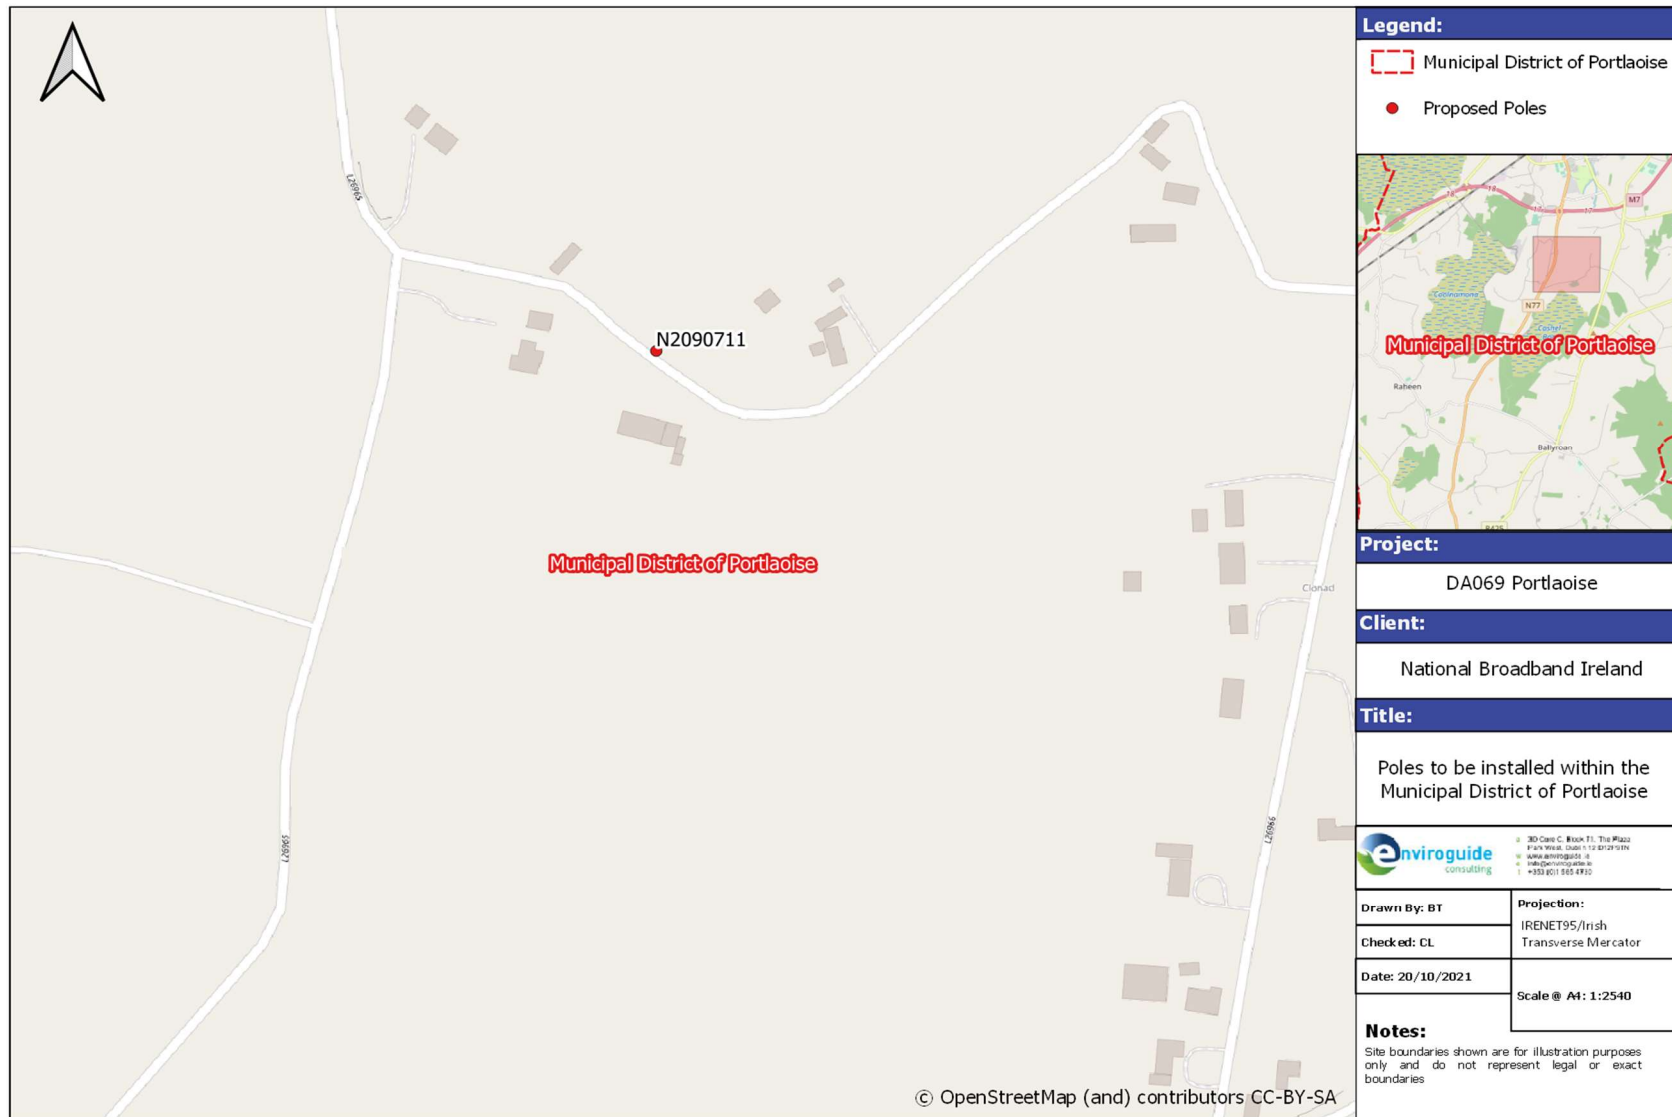 Legend:
Municipal District of Portlaoise
Proposed Poles
L26965
N2090711
Municipal District of Portlaoise
Clonad
L26965
L26966
© OpenStreetMap (and) contributors CC-BY-SA
M7
N77
Coolnamona
Cashel
Municipal District of Portlaoise
Raheen
Ballyroan
R425
Project:
DA069 Portlaoise
Client:
National Broadband Ireland
Title:
Poles to be installed within the
Municipal District of Portlaoise
enviroguide
consulting
Drawn By: BT
Checked: CL
Date: 20/10/2021
Projection:
IRENET95/Irish
Transverse Mercator
Scale @ A4: 1:2540
Notes:
Site boundaries shown are for illustration purposes
only and do not represent legal or exact
boundaries